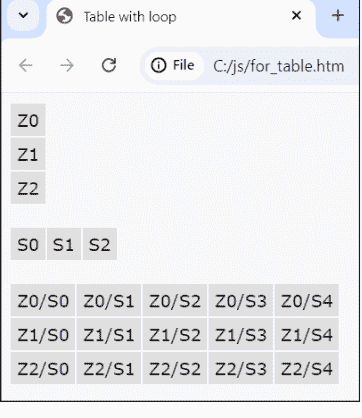 Table with loop
File C:/js/for_table.htm
Z0
Z1
Z2
S0 S1 S2
Z0/S0 Z0/S1 Z0/S2 Z0/S3 Z0/S4
Z1/S0 Z1/S1 Z1/S2 Z1/S3 Z1/S4
Z2/S0 Z2/S1 Z2/S2 Z2/S3 Z2/S4